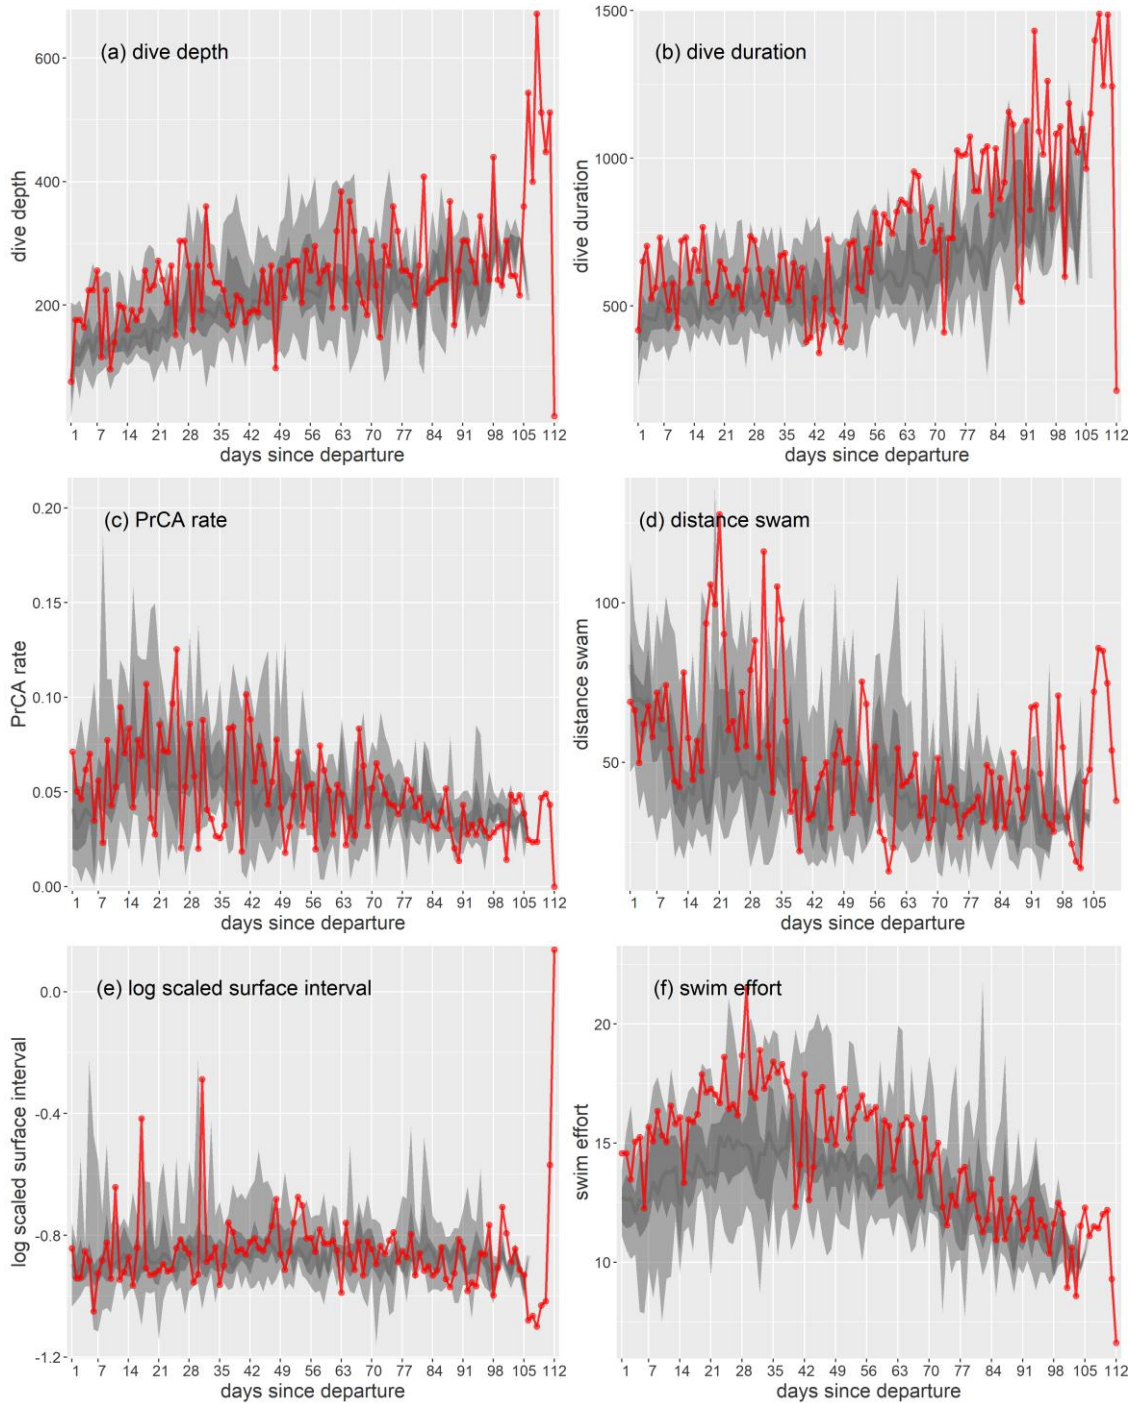 (a) dive depth
dive depth
600
400
200
1 7 14 21 28 35 42 49 56 63 70 77 84 91 98 105 112
days since departure
(b) dive duration
dive duration
1500
1000
500
1 7 14 21 28 35 42 49 56 63 70 77 84 91 98 105 112
days since departure
(c) PrCA rate
PrCA rate
0.20
0.15
0.10
0.05
0.00
1 7 14 21 28 35 42 49 56 63 70 77 84 91 98 105 112
days since departure
(d) distance swam
distance swam
100
50
1 7 14 21 28 35 42 49 56 63 70 77 84 91 98 105
days since departure
(e) log scaled surface interval
log scaled surface interval
0.0
-0.4
-0.8
-1.2
1 7 14 21 28 35 42 49 56 63 70 77 84 91 98 105 112
days since departure
(f) swim effort
swim effort
20
15
10
1 7 14 21 28 35 42 49 56 63 70 77 84 91 98 105 112
days since departure